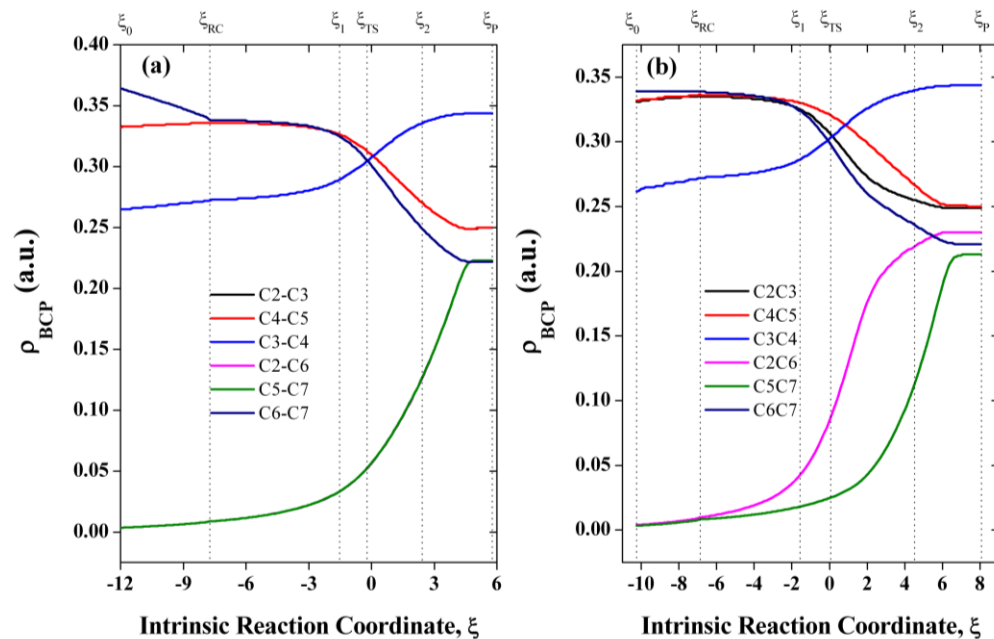 ξ0 ξRC ξ1 ξTS ξ2 ξP
(a)
0.40
0.35
0.30
0.25
0.20
0.15
0.10
0.05
0.00
ρBCP (a.u.)
C2-C3
C4-C5
C3-C4
C2-C6
C5-C7
C6-C7
-12 -9 -6 -3 0 3 6
Intrinsic Reaction Coordinate, ξ
ξ0 ξRC ξ1 ξTS ξ2 ξP
(b)
0.35
0.30
0.25
0.20
0.15
0.10
0.05
0.00
ρBCP (a.u.)
C2C3
C4C5
C3C4
C2C6
C5C7
C6C7
-10 -8 -6 -4 -2 0 2 4 6 8
Intrinsic Reaction Coordinate, ξ